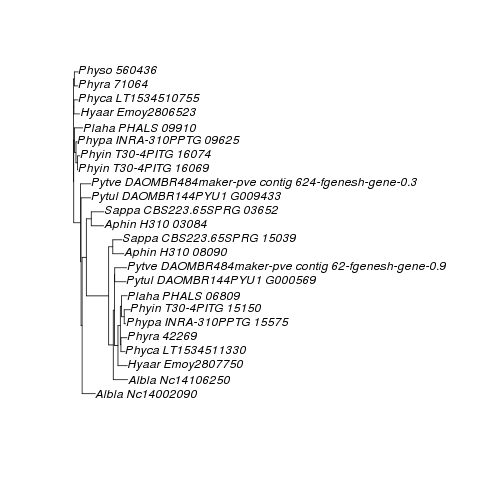 Physo 560436
Phyra 71064
Phyca LT1534510755
Hyaar Emoy2806523
Plaha PHALS 09910
Phypa INRA-310PPTG 09625
Phyin T30-4PITG 16074
Phyin T30-4PITG 16069
Pytve DAOMBR484maker-pve contig 624-fgenesh-gene-0.3
Pytul DAOMBR144PYU1 G009433
Sappa CBS223.65SPRG 03652
Aphin H310 03084
Sappa CBS223.65SPRG 15039
Aphin H310 08090
Pytve DAOMBR484maker-pve contig 62-fgenesh-gene-0.9
Pytul DAOMBR144PYU1 G000569
Plaha PHALS 06809
Phyin T30-4PITG 15150
Phypa INRA-310PPTG 15575
Phyra 42269
Phyca LT1534511330
Hyaar Emoy2807750
Albla Nc14106250
Albla Nc14002090